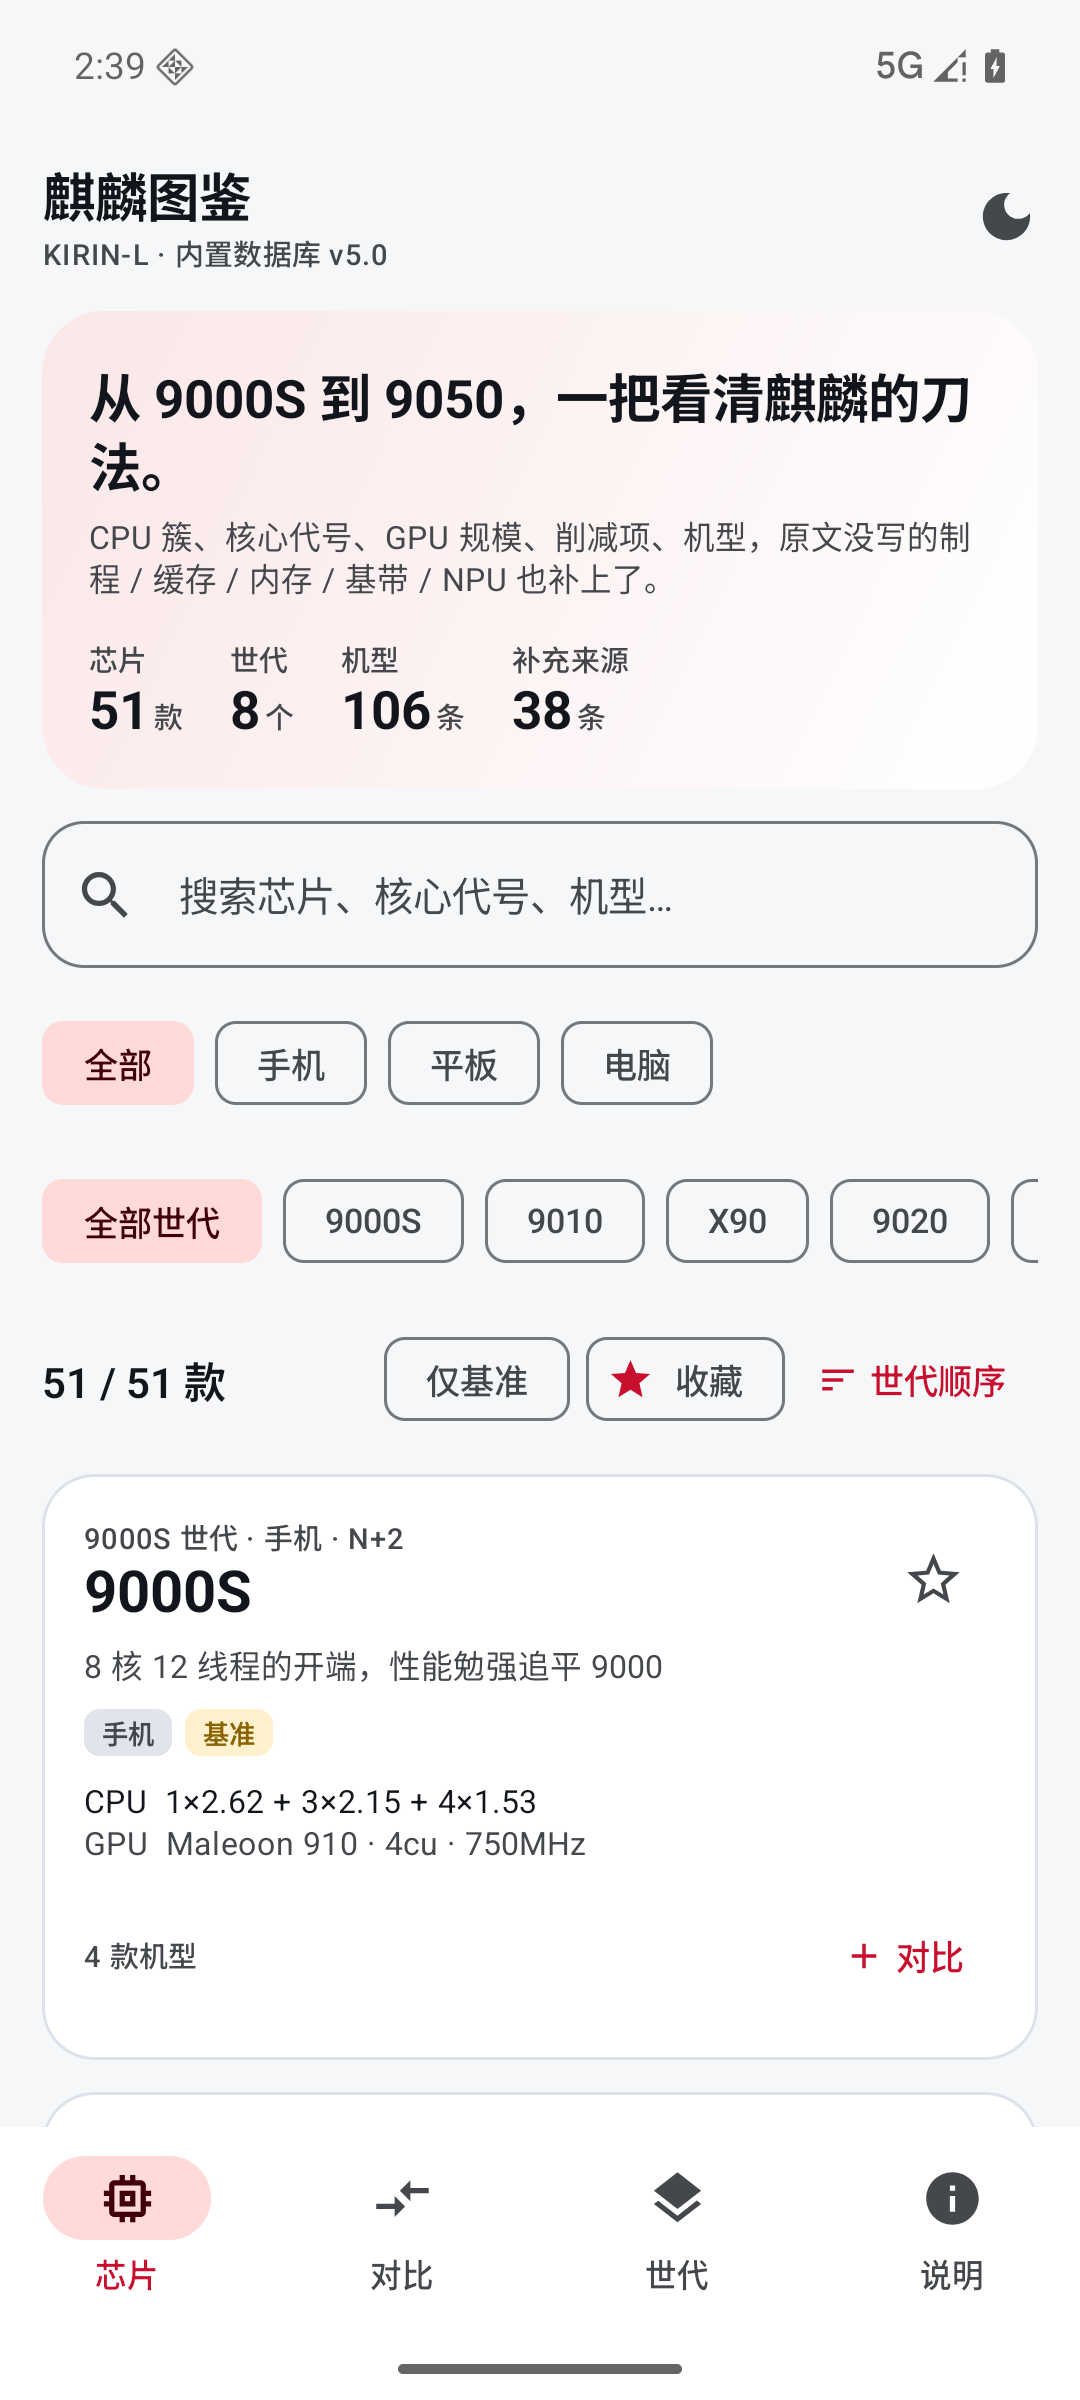 2:39
5G
麒麟图鉴
KIRIN-L · 内置数据库 v5.0
从 9000S 到 9050，一把看清麒麟的刀
法。
CPU 簇、核心代号、GPU 规模、削减项、机型，原文没写的制
程 / 缓存 / 内存 / 基带 / NPU 也补上了。
芯片 世代 机型 补充来源
51 款 8 个 106 条 38 条
搜索芯片、核心代号、机型...
全部 手机 平板 电脑
全部世代 9000S 9010 X90 9020
51 / 51 款 仅基准 收藏 世代顺序
9000S 世代 · 手机 · N+2
9000S
8 核 12 线程的开端，性能勉强追平 9000
手机 基准
CPU 1×2.62 + 3×2.15 + 4×1.53
GPU Maleoon 910 · 4cu · 750MHz
4 款机型 + 对比
芯片 对比 世代 说明